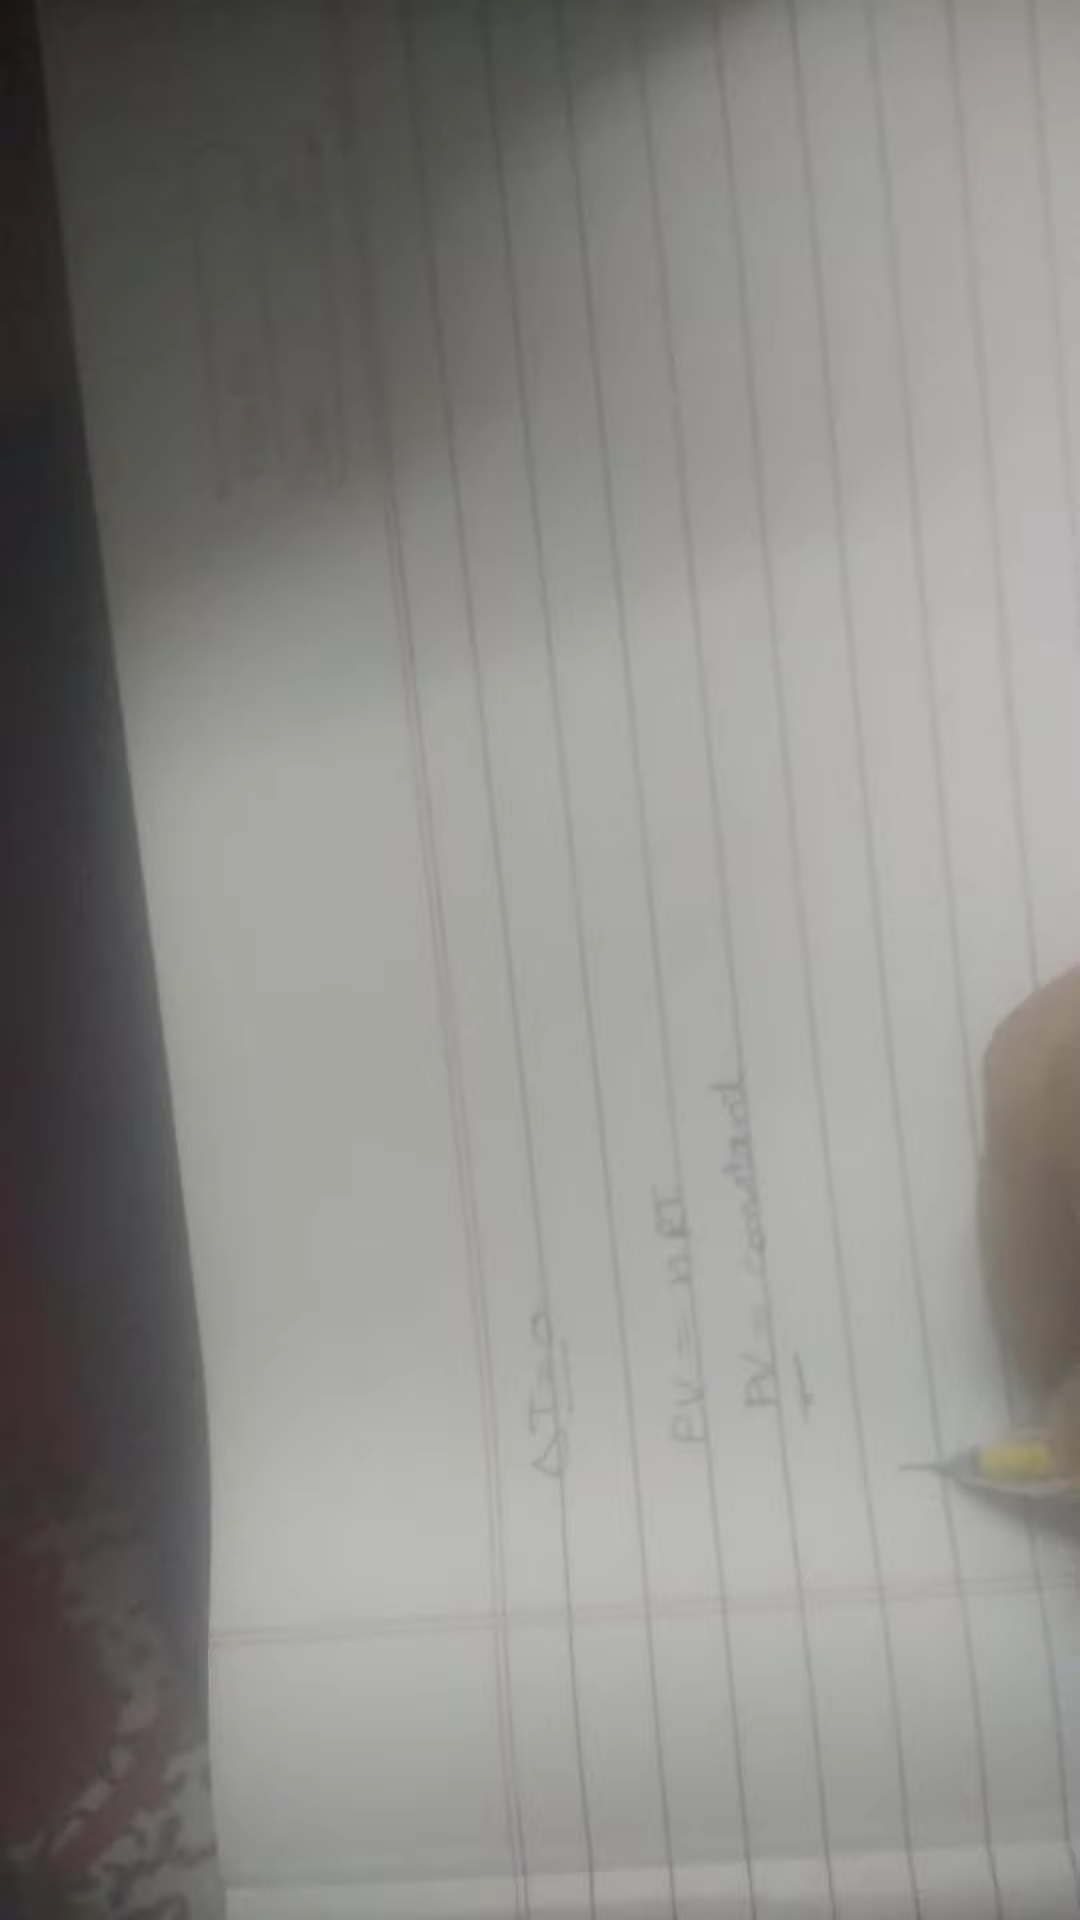 ΔT=0
PV = nRT
PV = constant